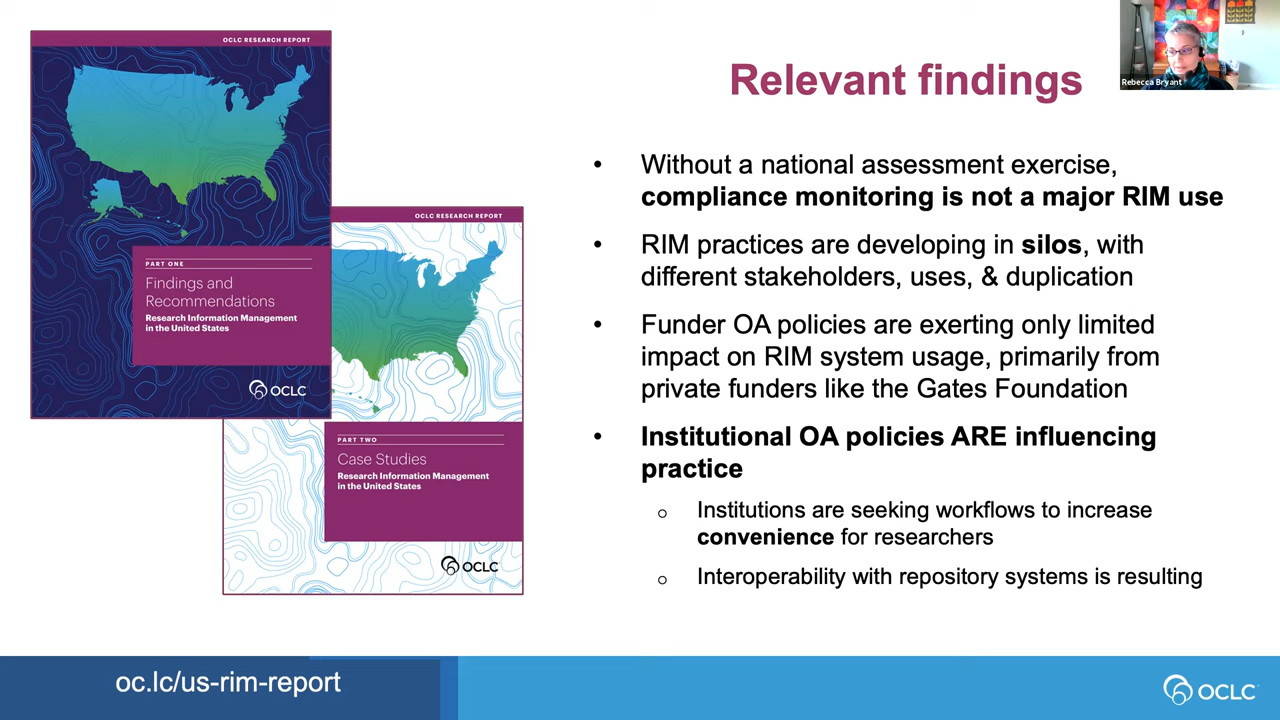 OCLC RESEARCH REPORT
PART ONE
Findings and
Recommendations
Research Information Management
in the United States
OCLC
OCLC RESEARCH REPORT
PART TWO
Case Studies
Research Information Management
in the United States
OCLC
Relevant findings
Rebecca Bryant
• Without a national assessment exercise,
compliance monitoring is not a major RIM use
• RIM practices are developing in silos, with
different stakeholders, uses, & duplication
• Funder OA policies are exerting only limited
impact on RIM system usage, primarily from
private funders like the Gates Foundation
• Institutional OA policies ARE influencing
practice
o Institutions are seeking workflows to increase
convenience for researchers
o Interoperability with repository systems is resulting
oc.lc/us-rim-report
OCLC